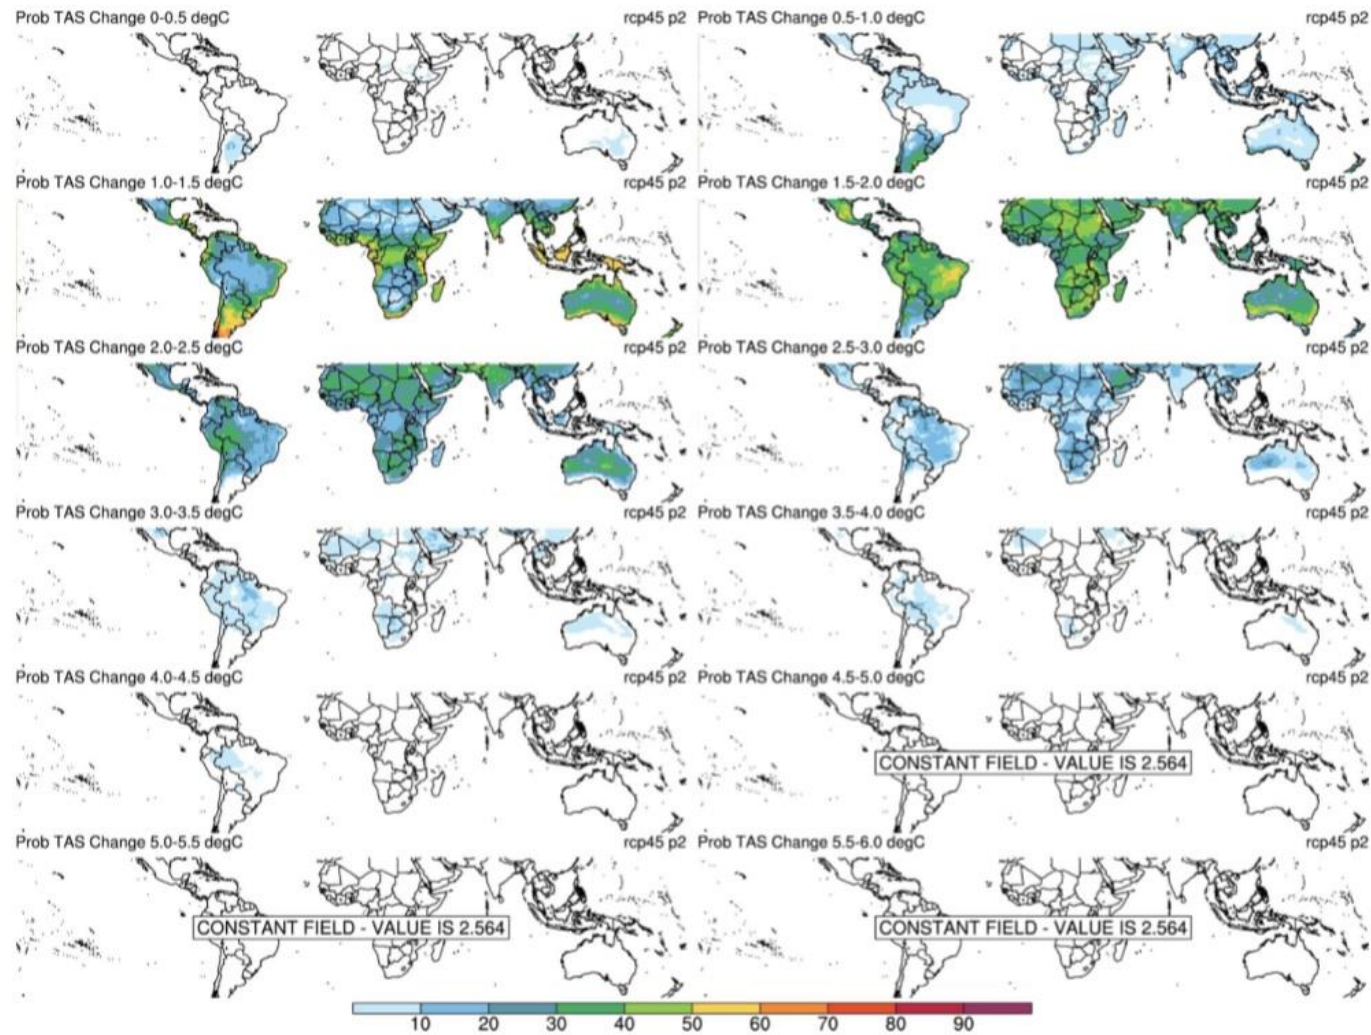 Prob TAS Change 0-0.5 degC rcp45 p2
Prob TAS Change 0.5-1.0 degC rcp45 p2
Prob TAS Change 1.0-1.5 degC rcp45 p2
Prob TAS Change 1.5-2.0 degC rcp45 p2
Prob TAS Change 2.0-2.5 degC rcp45 p2
Prob TAS Change 2.5-3.0 degC rcp45 p2
Prob TAS Change 3.0-3.5 degC rcp45 p2
Prob TAS Change 3.5-4.0 degC rcp45 p2
Prob TAS Change 4.0-4.5 degC rcp45 p2
Prob TAS Change 4.5-5.0 degC rcp45 p2
CONSTANT FIELD - VALUE IS 2.564
Prob TAS Change 5.0-5.5 degC rcp45 p2
Prob TAS Change 5.5-6.0 degC rcp45 p2
CONSTANT FIELD - VALUE IS 2.564
CONSTANT FIELD - VALUE IS 2.564
10 20 30 40 50 60 70 80 90